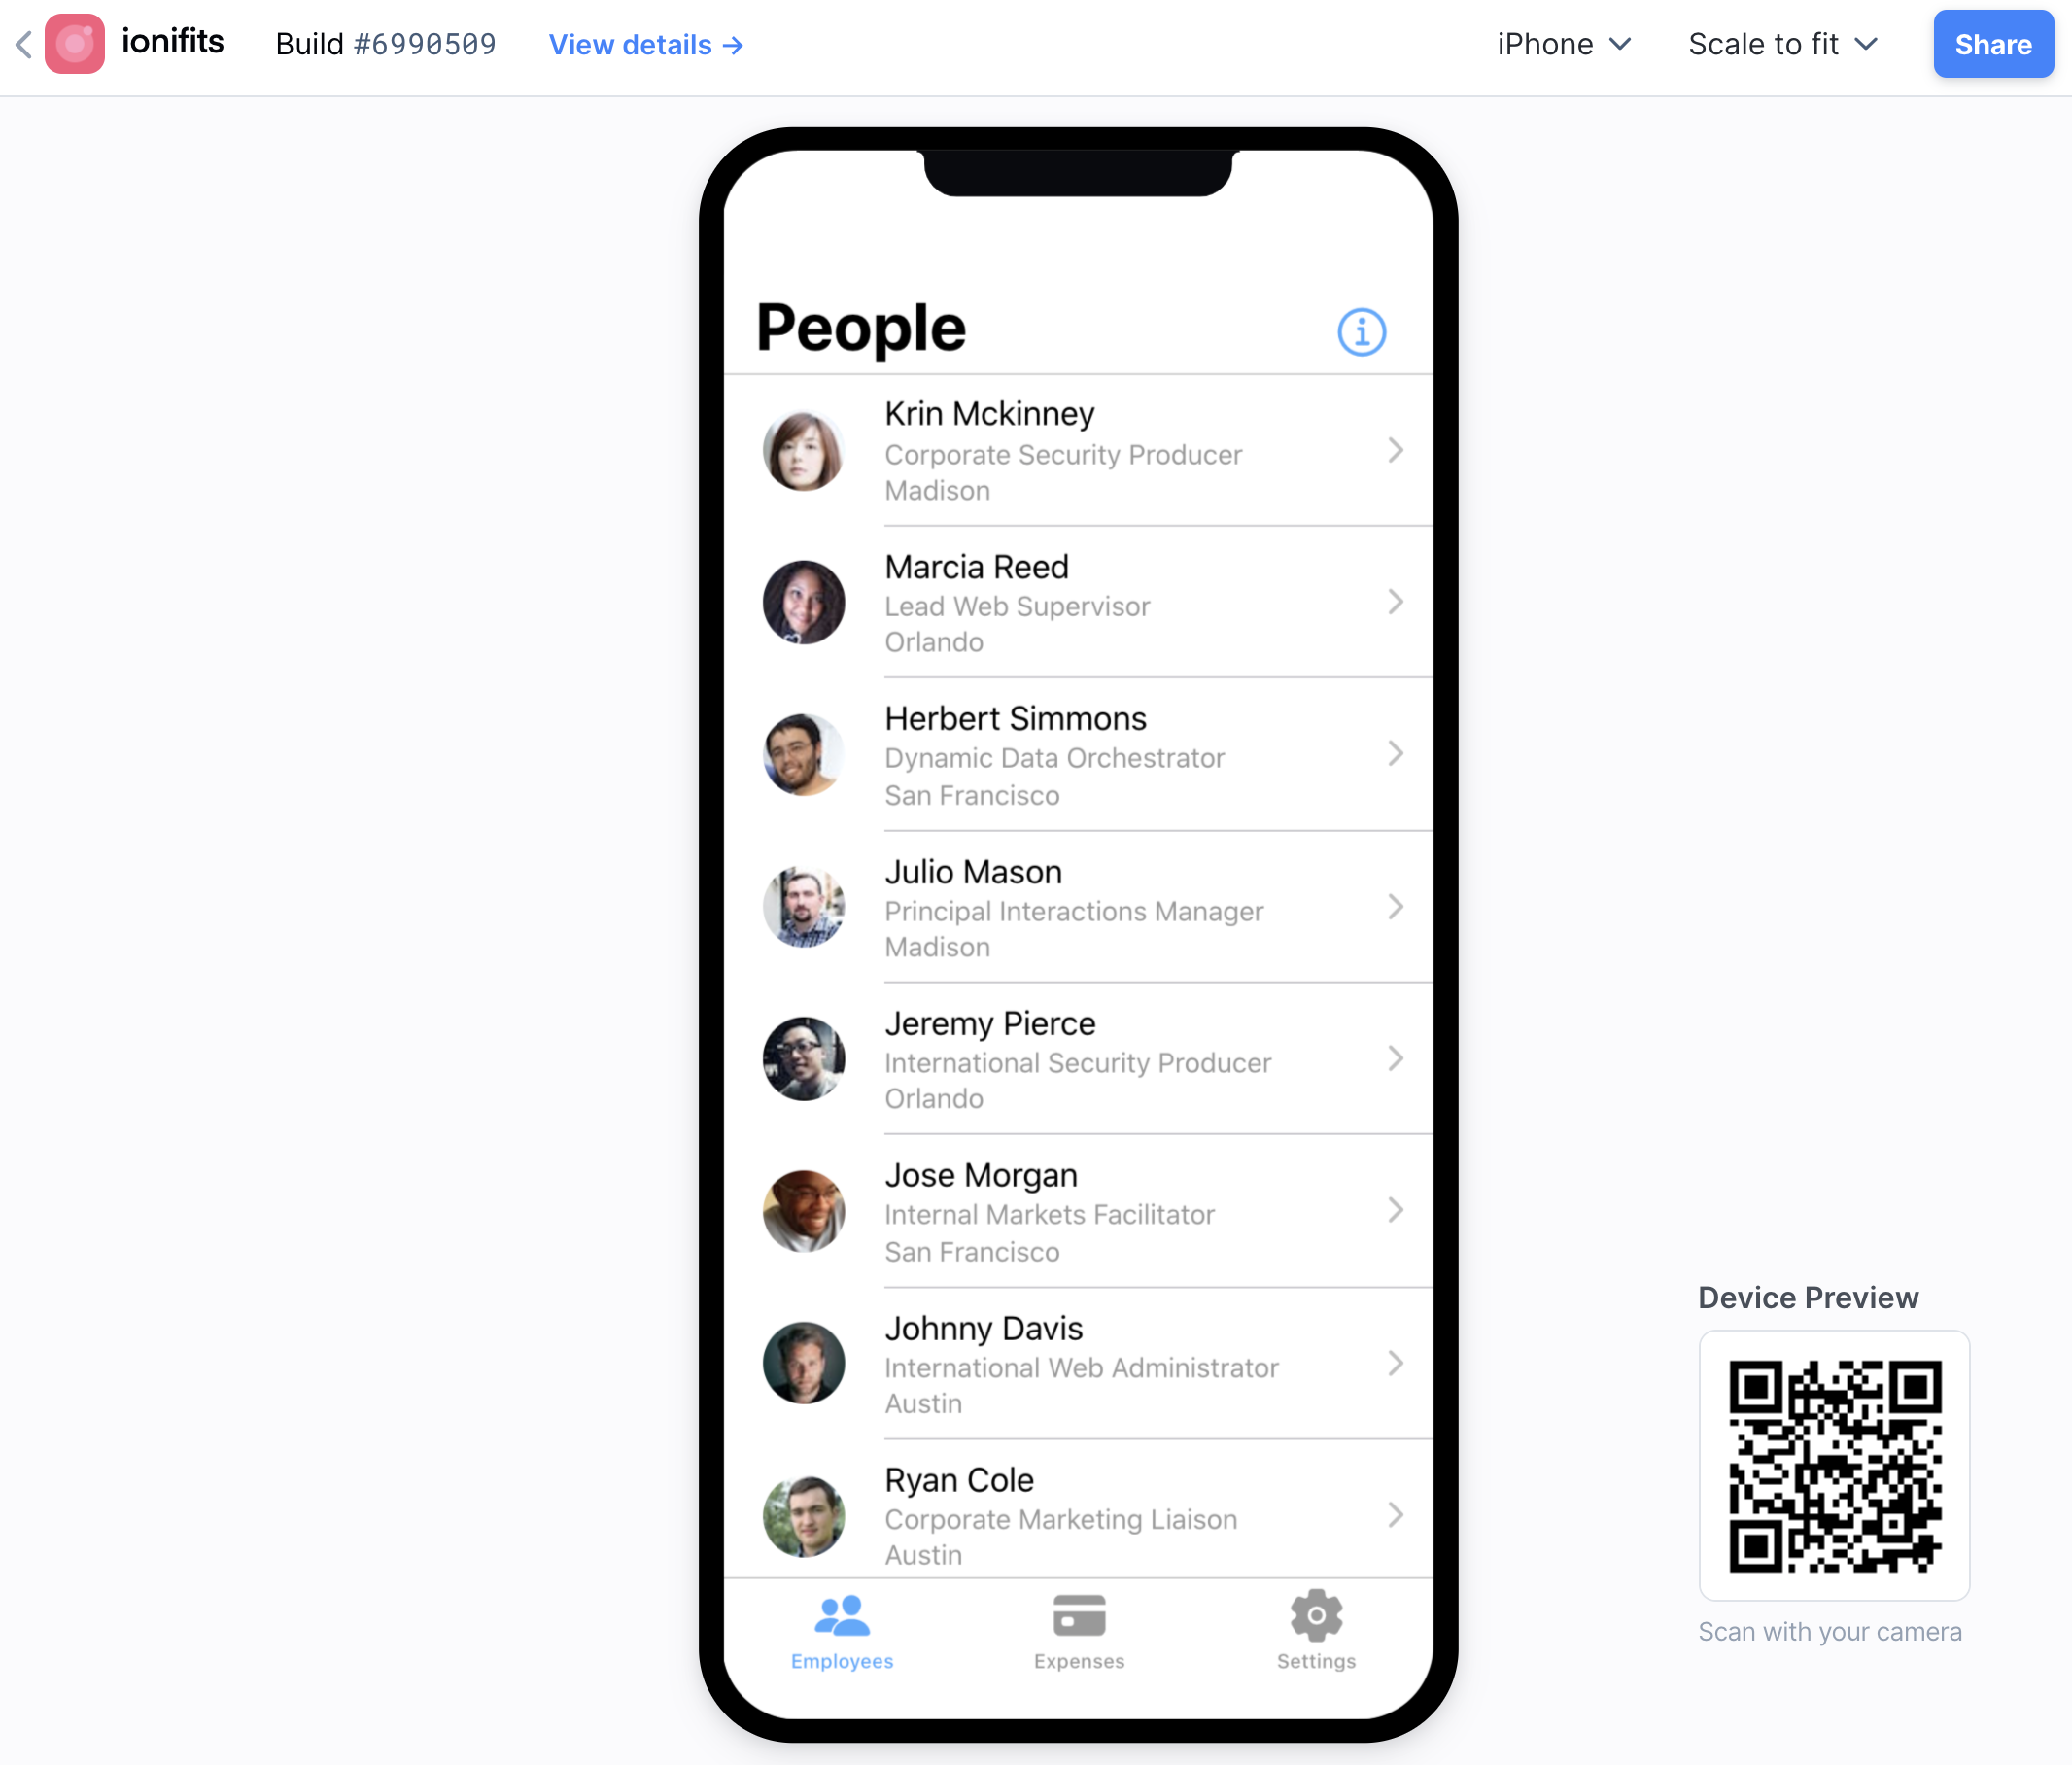 ionifits
Build #6990509
View details →
iPhone
Scale to fit
Share
People
Krin Mckinney
Corporate Security Producer
Madison
Marcia Reed
Lead Web Supervisor
Orlando
Herbert Simmons
Dynamic Data Orchestrator
San Francisco
Julio Mason
Principal Interactions Manager
Madison
Jeremy Pierce
International Security Producer
Orlando
Jose Morgan
Internal Markets Facilitator
San Francisco
Johnny Davis
International Web Administrator
Austin
Ryan Cole
Corporate Marketing Liaison
Austin
Employees
Expenses
Settings
Device Preview
Scan with your camera